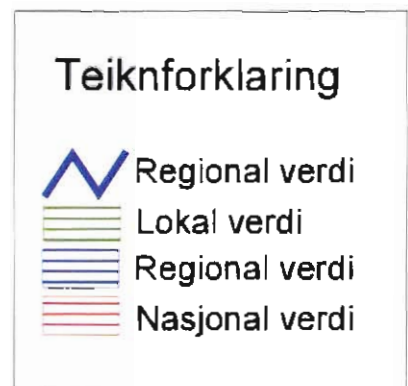 Teiknforklaring
Regional verdi
Lokal verdi
Regional verdi
Nasjonal verdi